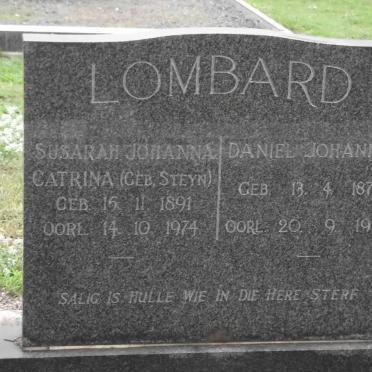 LOMBARD
SUSARAH JOHANNA
CATRINA (GEB. STEYN)
GEB. 15. 11. 1891
OORL. 14. 10. 1974
DANIEL JOHANN
GEB. 13. 4. 187
OORL. 20. 9. 19
SALIG IS HULLE WIE IN DIE HERE STERF